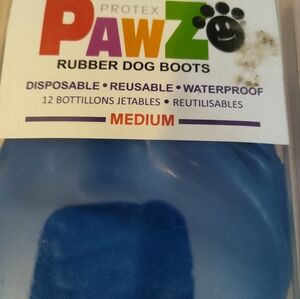 PROTEX
PAWZ
RUBBER DOG BOOTS
DISPOSABLE • REUSABLE • WATERPROOF
12 BOTTILLONS JETABLES • REUTILISABLES
MEDIUM